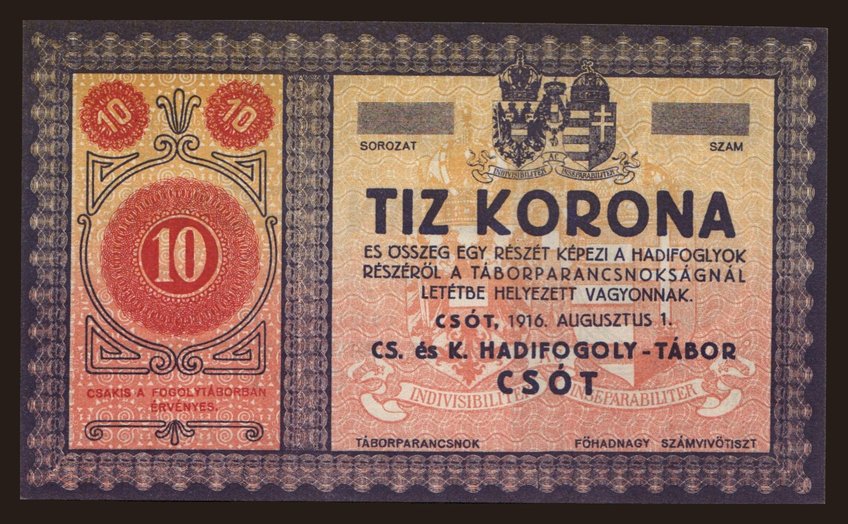 10
10
10
CSAKIS A FOGOLYTÁBORBAN
ÉRVÉNYES.
SOROZAT
SZAM
INDIVISIBILITER AC INSEPARABILITER
TIZ KORONA
ES ÖSSZEG EGY RÉSZÉT KÉPEZI A HADIFOGLYOK
RÉSZÉRŐL A TÁBORPARANCSNOKSÁGNÁL
LETÉTBE HELYEZETT VAGYONNAK.
CSÓT, 1916. AUGUSZTUS 1.
CS. és K. HADIFOGOLY-TÁBOR
CSÓT
INDIVISIBILITER INSEPARABILITER
TÁBORPARANCSNOK
FŐHADNAGY SZÁMVIVŐTISZT